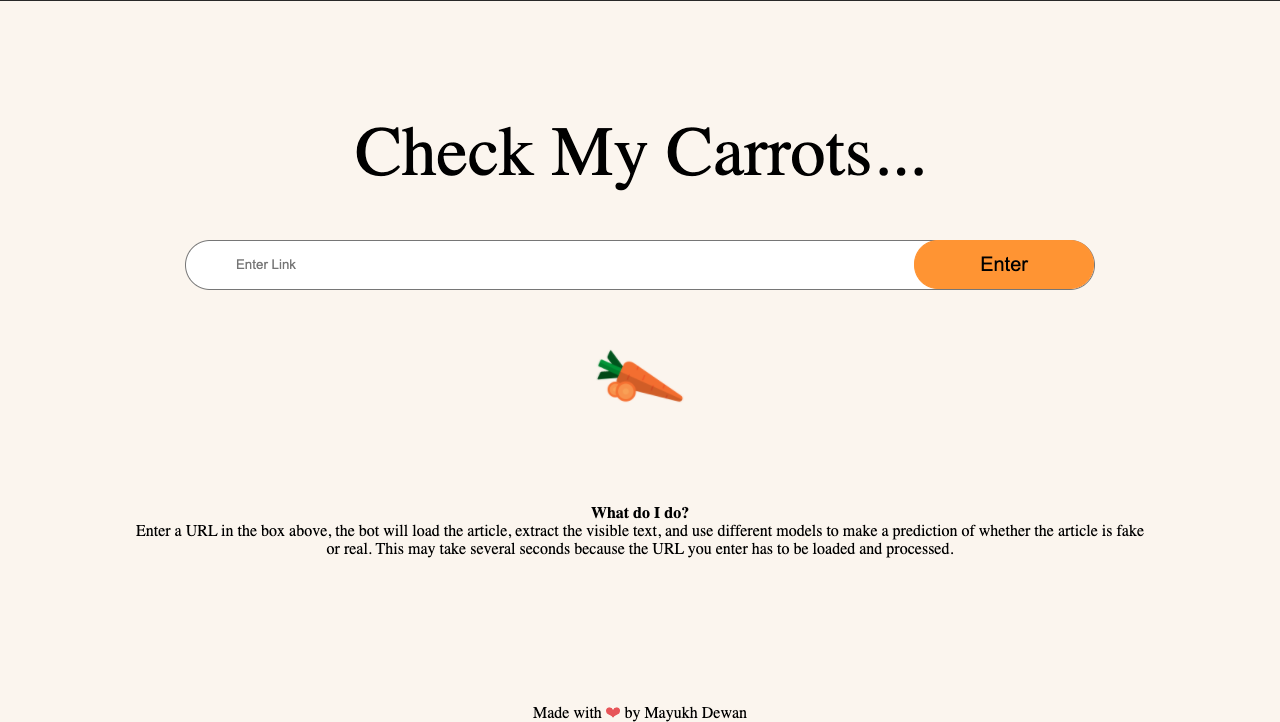 Check My Carrots...
Enter Link
Enter
What do I do?
Enter a URL in the box above, the bot will load the article, extract the visible text, and use different models to make a prediction of whether the article is fake
or real. This may take several seconds because the URL you enter has to be loaded and processed.
Made with ❤ by Mayukh Dewan